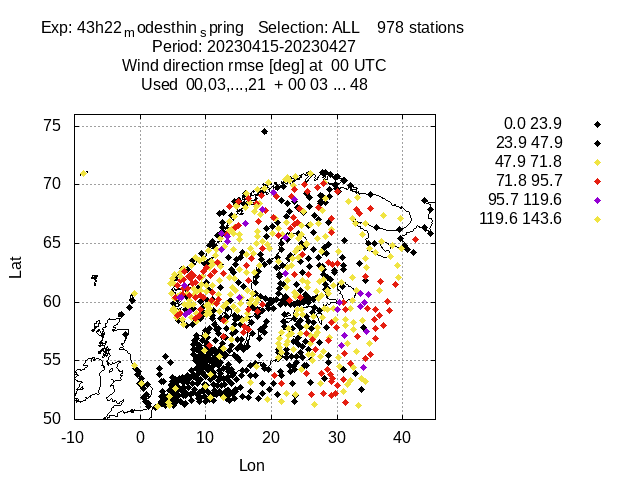 Exp: 43h22modesthinspring Selection: ALL 978 stations
Period: 20230415-20230427
Wind direction rmse [deg] at 00 UTC
Used 00,03,...,21 + 00 03 ... 48
0.0 23.9
23.9 47.9
47.9 71.8
71.8 95.7
95.7 119.6
119.6 143.6
75
70
65
60
55
50
Lat
-10 0 10 20 30 40
Lon